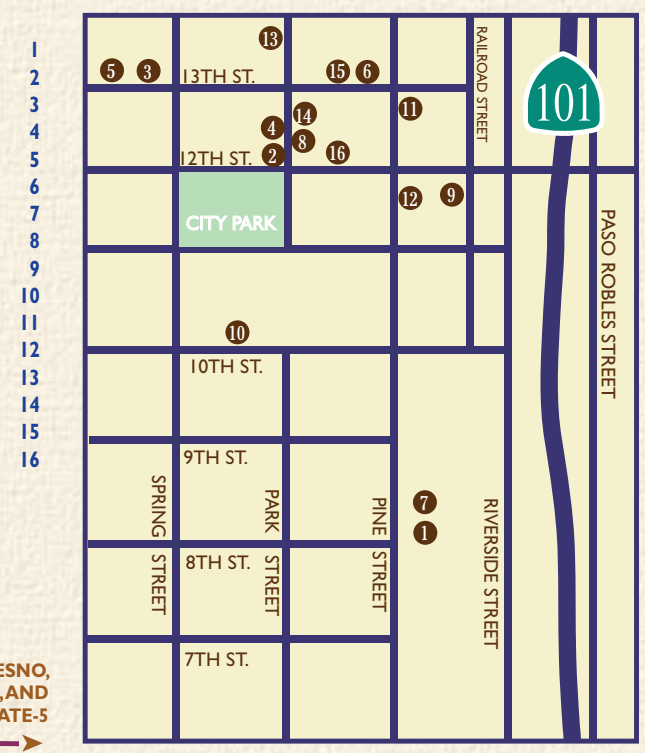 1
2
3
4
5
6
7
8
9
10
11
12
13
14
15
16
13
5
3
15
6
13TH ST.
RAILROAD STREET
101
11
14
4
8
12TH ST.
2
16
12
9
CITY PARK
PASO ROBLES STREET
10
10TH ST.
9TH ST.
SPRING STREET
PARK STREET
PINE STREET
7
1
RIVERSIDE STREET
8TH ST.
7TH ST.
ESNO,
, AND
ATE-5